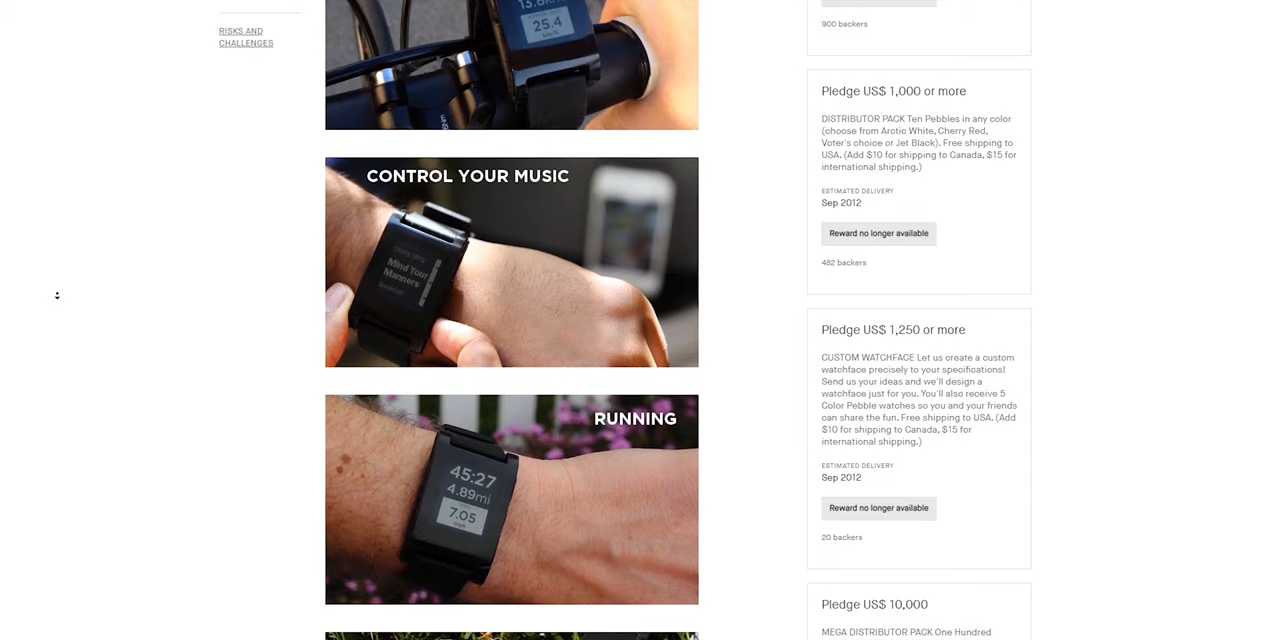 RISKS AND
CHALLENGES
25.4
km/h
CONTROL YOUR MUSIC
Mind Your
Manners
RUNNING
45:27
4.89mi
7.05
mph
900 backers
Pledge US$ 1,000 or more
DISTRIBUTOR PACK Ten Pebbles in any color
(choose from Arctic White, Cherry Red,
Voter's choice or Jet Black). Free shipping to
USA. (Add $10 for shipping to Canada, $15 for
international shipping.)
ESTIMATED DELIVERY
Sep 2012
Reward no longer available
482 backers
Pledge US$ 1,250 or more
CUSTOM WATCHFACE Let us create a custom
watchface precisely to your specifications!
Send us your ideas and we'll design a
watchface just for you. You'll also receive 5
Color Pebble watches so you and your friends
can share the fun. Free shipping to USA. (Add
$10 for shipping to Canada, $15 for
international shipping.)
ESTIMATED DELIVERY
Sep 2012
Reward no longer available
20 backers
Pledge US$ 10,000
MEGA DISTRIBUTOR PACK One Hundred